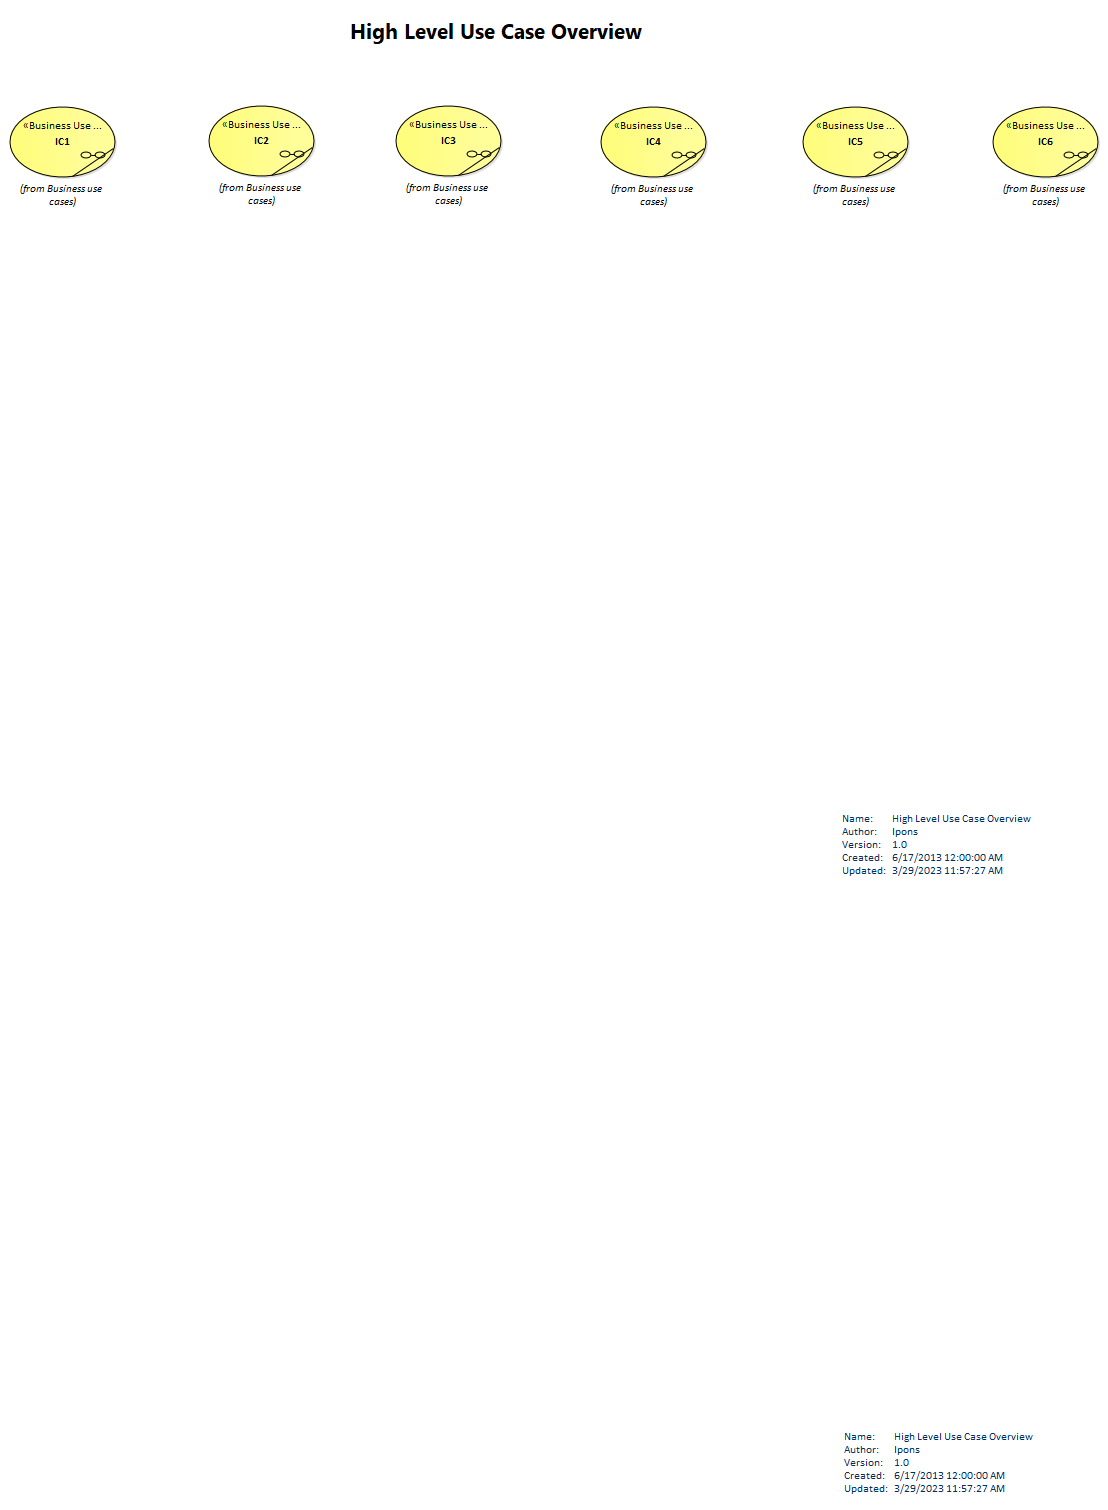 High Level Use Case Overview
«Business Use ...
IC1
(from Business use
cases)
«Business Use ...
IC2
(from Business use
cases)
«Business Use ...
IC3
(from Business use
cases)
«Business Use ...
IC4
(from Business use
cases)
«Business Use ...
IC5
(from Business use
cases)
«Business Use ...
IC6
(from Business use
cases)
Name: High Level Use Case Overview
Author: lpons
Version: 1.0
Created: 6/17/2013 12:00:00 AM
Updated: 3/29/2023 11:57:27 AM
Name: High Level Use Case Overview
Author: lpons
Version: 1.0
Created: 6/17/2013 12:00:00 AM
Updated: 3/29/2023 11:57:27 AM